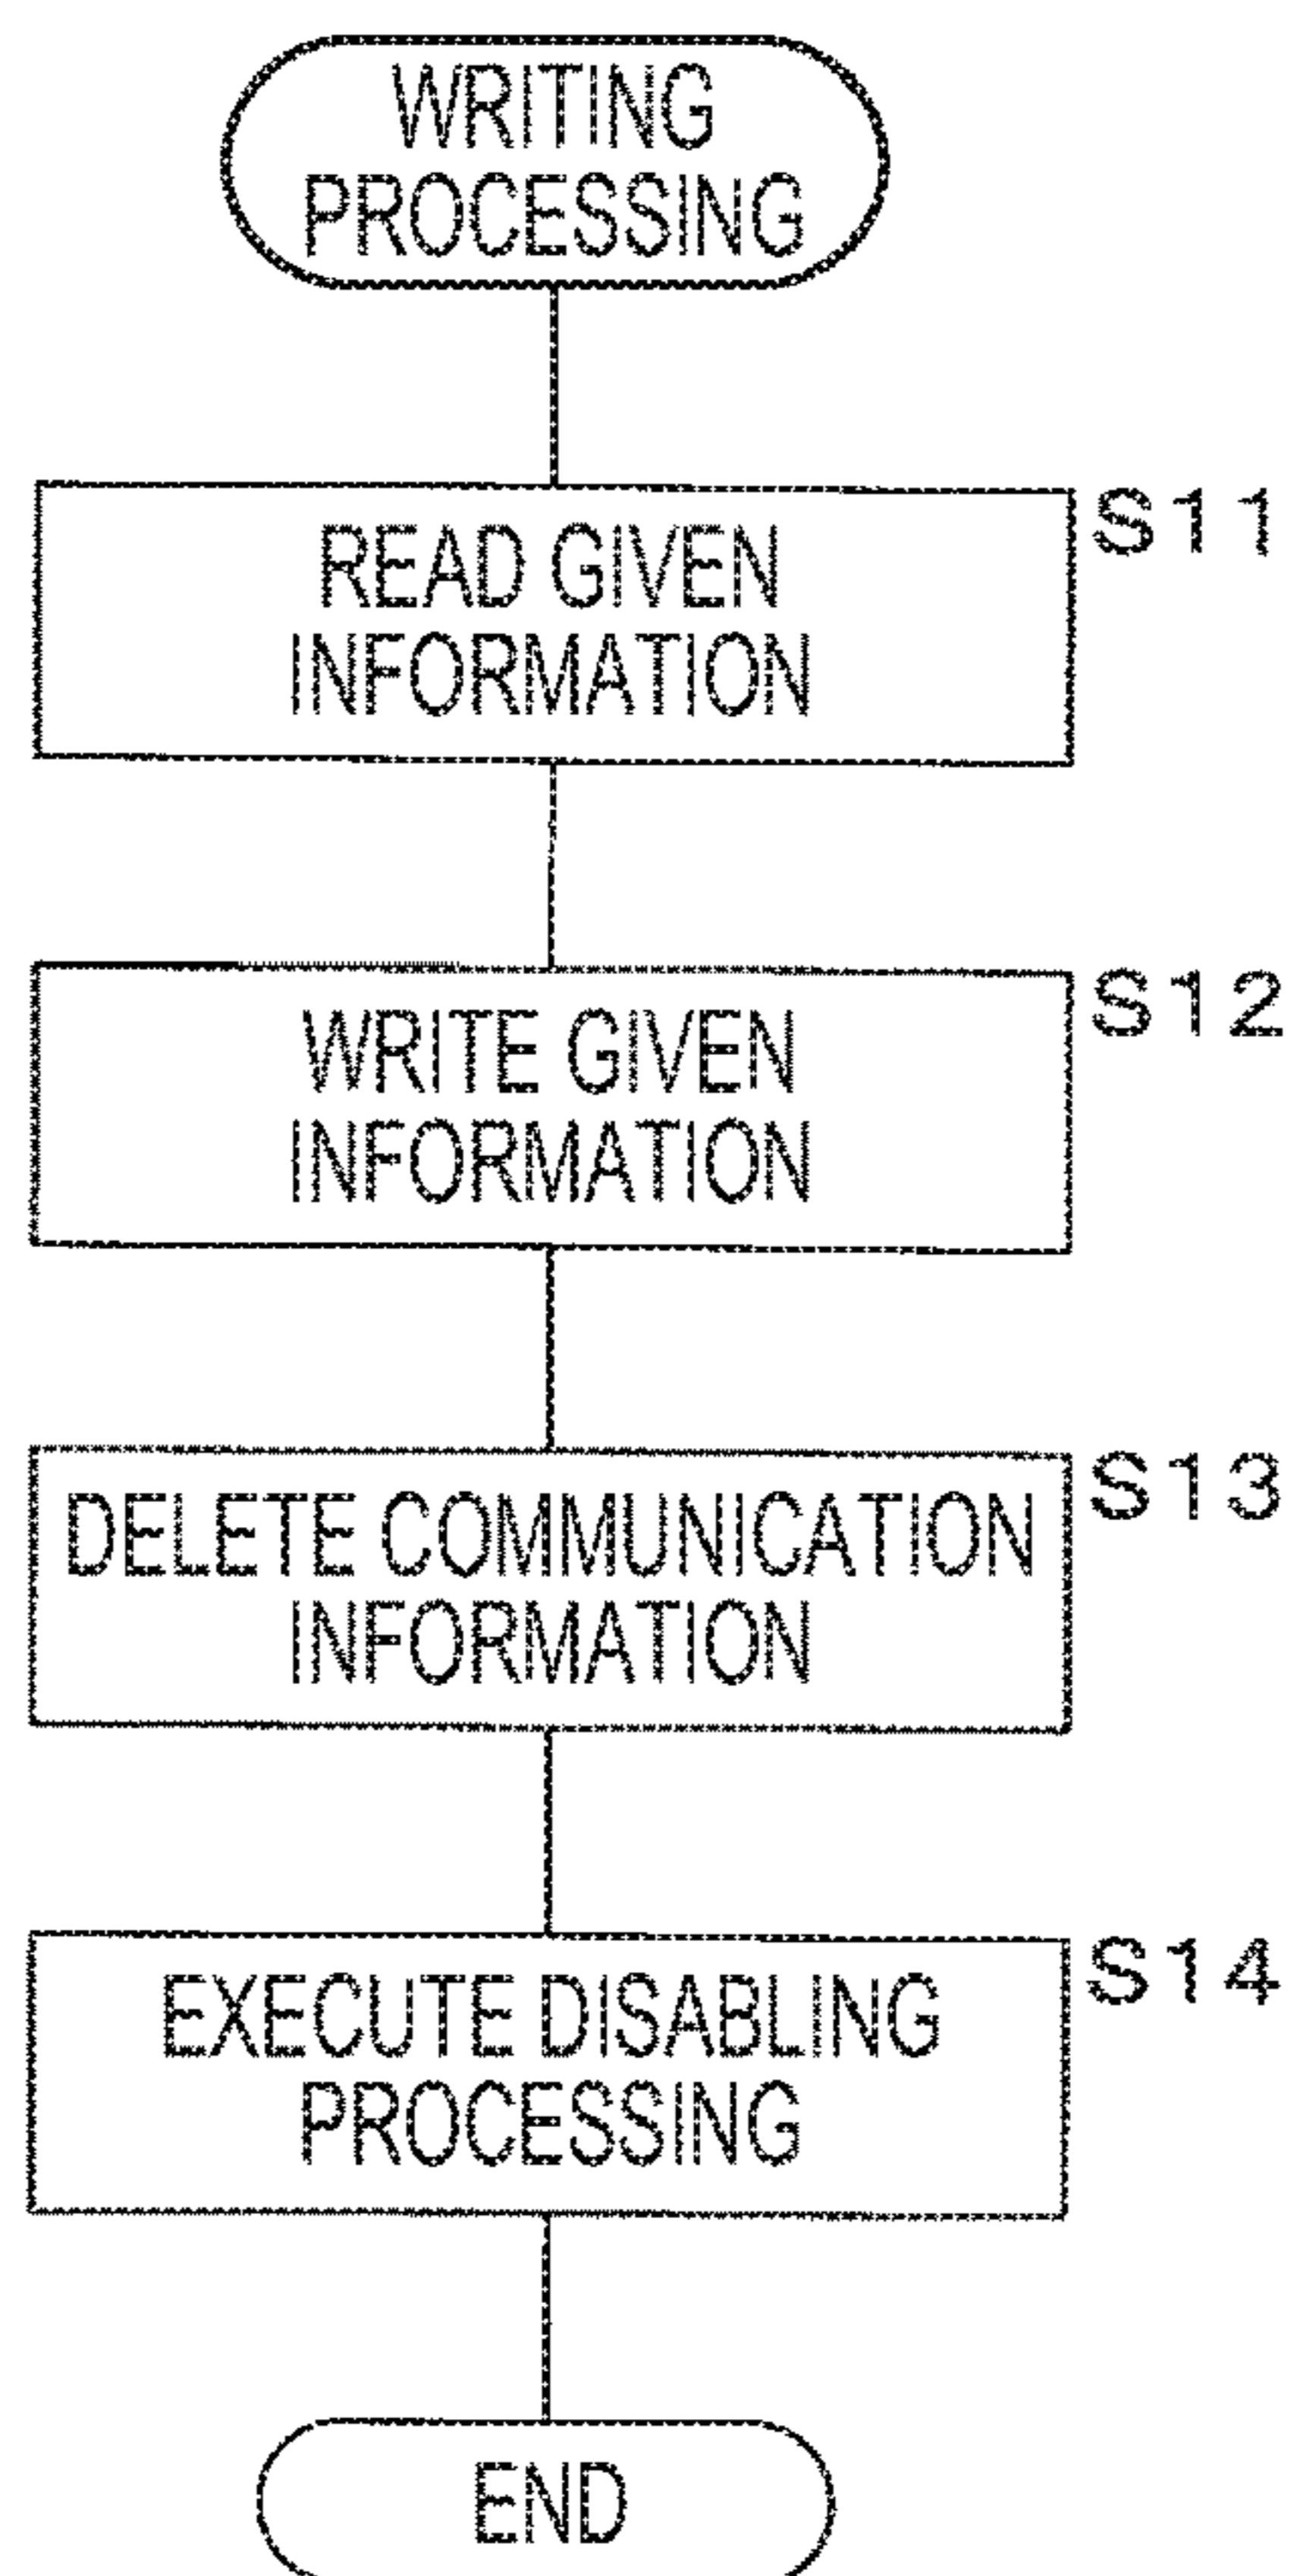 WRITING
PROCESSING
READ GIVEN
INFORMATION
S11
WRITE GIVEN
INFORMATION
S12
DELETE COMMUNICATION
INFORMATION
S13
EXECUTE DISABLING
PROCESSING
S14
END